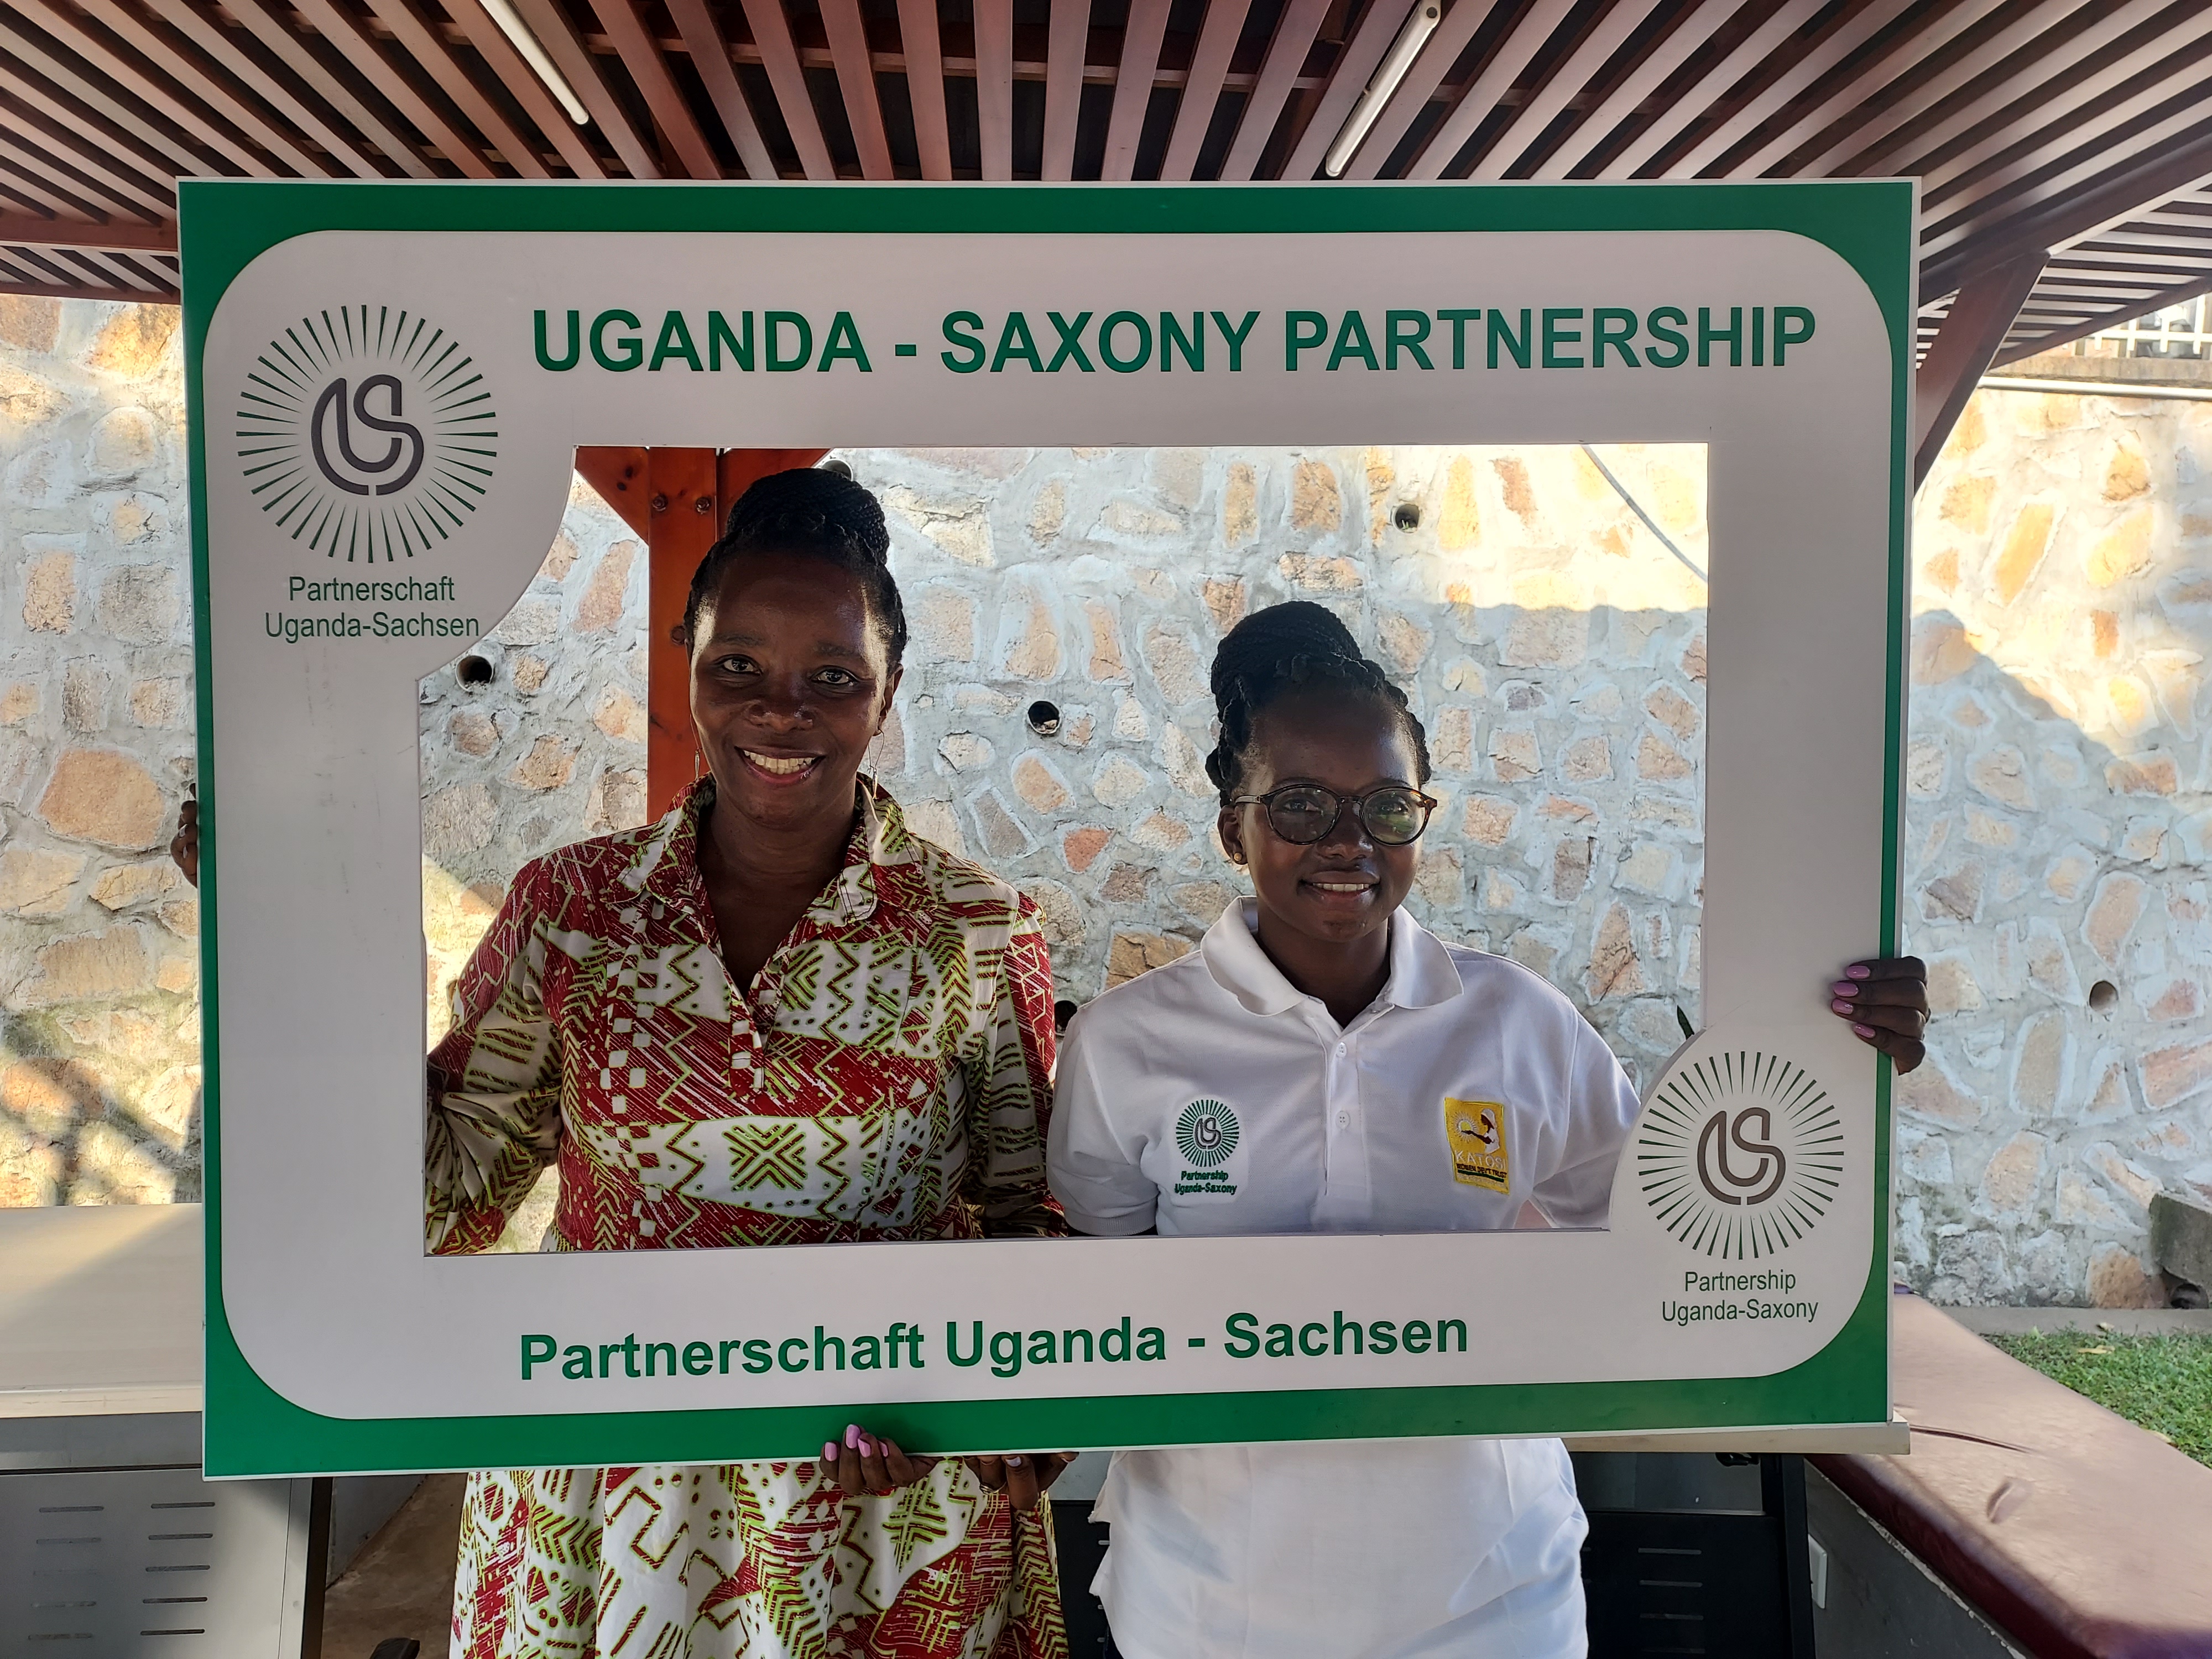 UGANDA - SAXONY PARTNERSHIP
Partnerschaft
Uganda-Sachsen
Partnership
Uganda-Saxony
KATOSI
Partnership
Uganda-Saxony
Partnerschaft Uganda - Sachsen